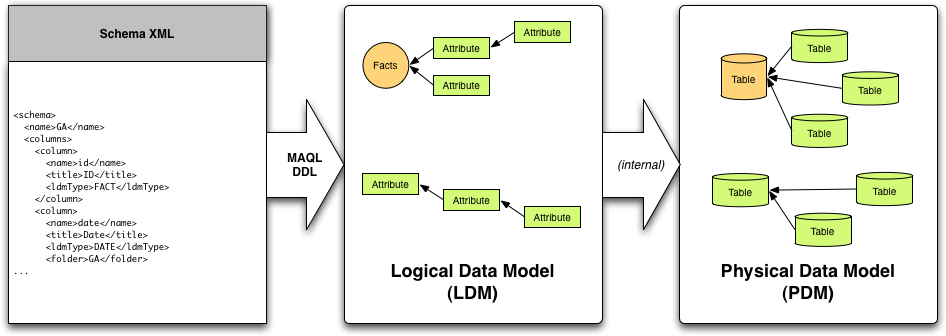 Schema XML
<schema>
<name>GA</name>
<columns>
<column>
<name>id</name>
<title>ID</title>
<ldmType>FACT</ldmType>
</column>
<column>
<name>date</name>
<title>Date</title>
<ldmType>DATE</ldmType>
<folder>GA</folder>
...
MAQL
DDL
Attribute
Attribute
Facts
Attribute
Attribute
Attribute
Attribute
Logical Data Model
(LDM)
(internal)
Table
Table
Table
Table
Table
Table
Table
Physical Data Model
(PDM)